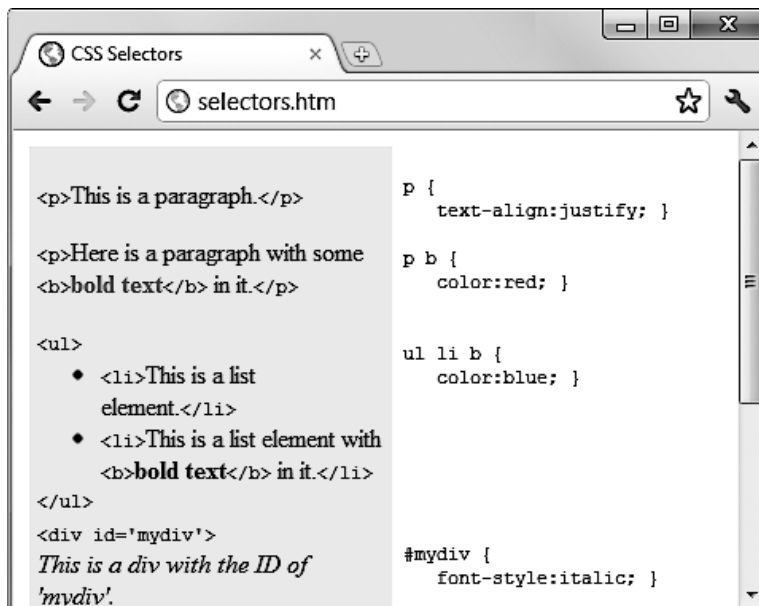 CSS Selectors
selectors.htm
<p>This is a paragraph.</p>
<p>Here is a paragraph with some
<b>bold text</b> in it.</p>
<ul>
<li>This is a list
element.</li>
<li>This is a list element with
<b>bold text</b> in it.</li>
</ul>
<div id='mydiv'>
This is a div with the ID of
'mydiv'.
p {
text-align:justify; }
p b {
color:red; }
ul li b {
color:blue; }
#mydiv {
font-style:italic; }